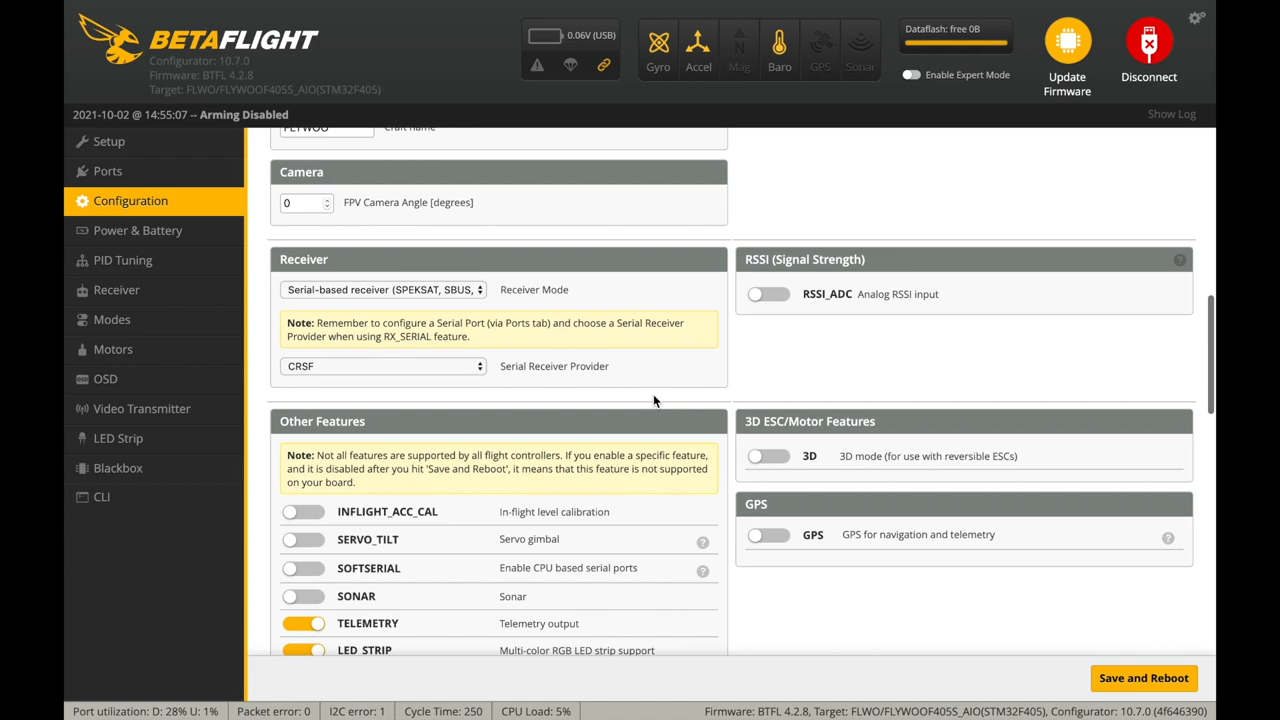 BETAFLIGHT
Configurator: 10.7.0
Firmware: BTFL 4.2.8
Target: FLWO/FLYWOOF405S_AIO(STM32F405)
0.06V (USB)
Gyro
Accel
Mag
Baro
GPS
Sonar
Dataflash: free 0B
Enable Expert Mode
Update
Firmware
Disconnect
2021-10-02 @ 14:55:07 -- Arming Disabled
Show Log
Setup
Ports
Configuration
Power & Battery
PID Tuning
Receiver
Modes
Motors
OSD
Video Transmitter
LED Strip
Blackbox
CLI
FLYWOO
Craft name
Camera
0
FPV Camera Angle [degrees]
Receiver
Serial-based receiver (SPEKSAT, SBUS,
Receiver Mode
Note: Remember to configure a Serial Port (via Ports tab) and choose a Serial Receiver
Provider when using RX_SERIAL feature.
CRSF
Serial Receiver Provider
RSSI (Signal Strength)
RSSI_ADC Analog RSSI input
Other Features
Note: Not all features are supported by all flight controllers. If you enable a specific feature,
and it is disabled after you hit 'Save and Reboot', it means that this feature is not supported
on your board.
INFLIGHT_ACC_CAL In-flight level calibration
SERVO_TILT Servo gimbal
SOFTSERIAL Enable CPU based serial ports
SONAR Sonar
TELEMETRY Telemetry output
LED_STRIP Multi-color RGB LED strip support
3D ESC/Motor Features
3D 3D mode (for use with reversible ESCs)
GPS
GPS GPS for navigation and telemetry
Save and Reboot
Port utilization: D: 28% U: 1%
Packet error: 0
I2C error: 1
Cycle Time: 250
CPU Load: 5%
Firmware: BTFL 4.2.8, Target: FLWO/FLYWOOF405S_AIO(STM32F405), Configurator: 10.7.0 (4f646390)